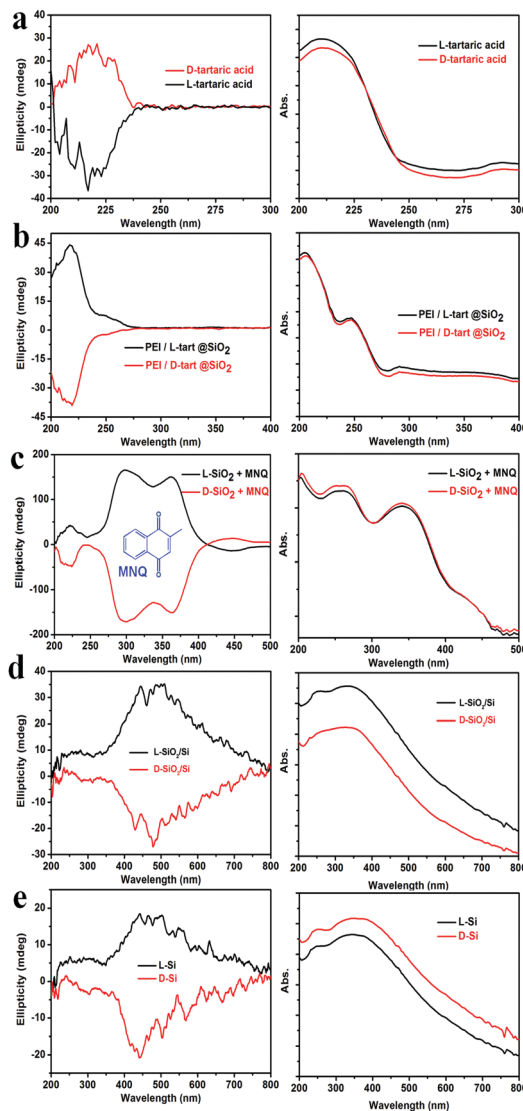 a
Ellipticity (mdeg)
40
30
20
10
0
10
-20
-30
-40
D-tartaric acid
L-tartaric acid
200 220 240 260 280 300
Wavelength (nm)
Abs.
L-tartaric acid
D-tartaric acid
200 225 250 275 300
Wavelength (nm)
b
Ellipticity (mdeg)
45
30
15
0
-15
-30
-45
PEI / L-tart @SiO₂
PEI / D-tart @SiO₂
200 250 300 350 400
Wavelength (nm)
Abs.
PEI / L-tart @SiO₂
PEI / D-tart @SiO₂
200 250 300 350 400
Wavelength (nm)
c
Ellipticity (mdeg)
200
100
0
-100
-200
L-SiO₂ + MNQ
D-SiO₂ + MNQ
O
O
MNQ
200 250 300 350 400 450 500
Wavelength (nm)
Abs.
L-SiO₂ + MNQ
D-SiO₂ + MNQ
200 300 400 500
Wavelength (nm)
d
Ellipticity (mdeg)
40
30
20
10
0
-10
-20
-30
L-SiO₂/Si
D-SiO₂/Si
200 300 400 500 600 700 800
Wavelength (nm)
Abs.
L-SiO₂/Si
D-SiO₂/Si
200 300 400 500 600 700 800
Wavelength (nm)
e
Ellipticity (mdeg)
20
10
0
-10
-20
L-Si
D-Si
200 300 400 500 600 700 800
Wavelength (nm)
Abs.
L-Si
D-Si
200 300 400 500 600 700 800
Wavelength (nm)